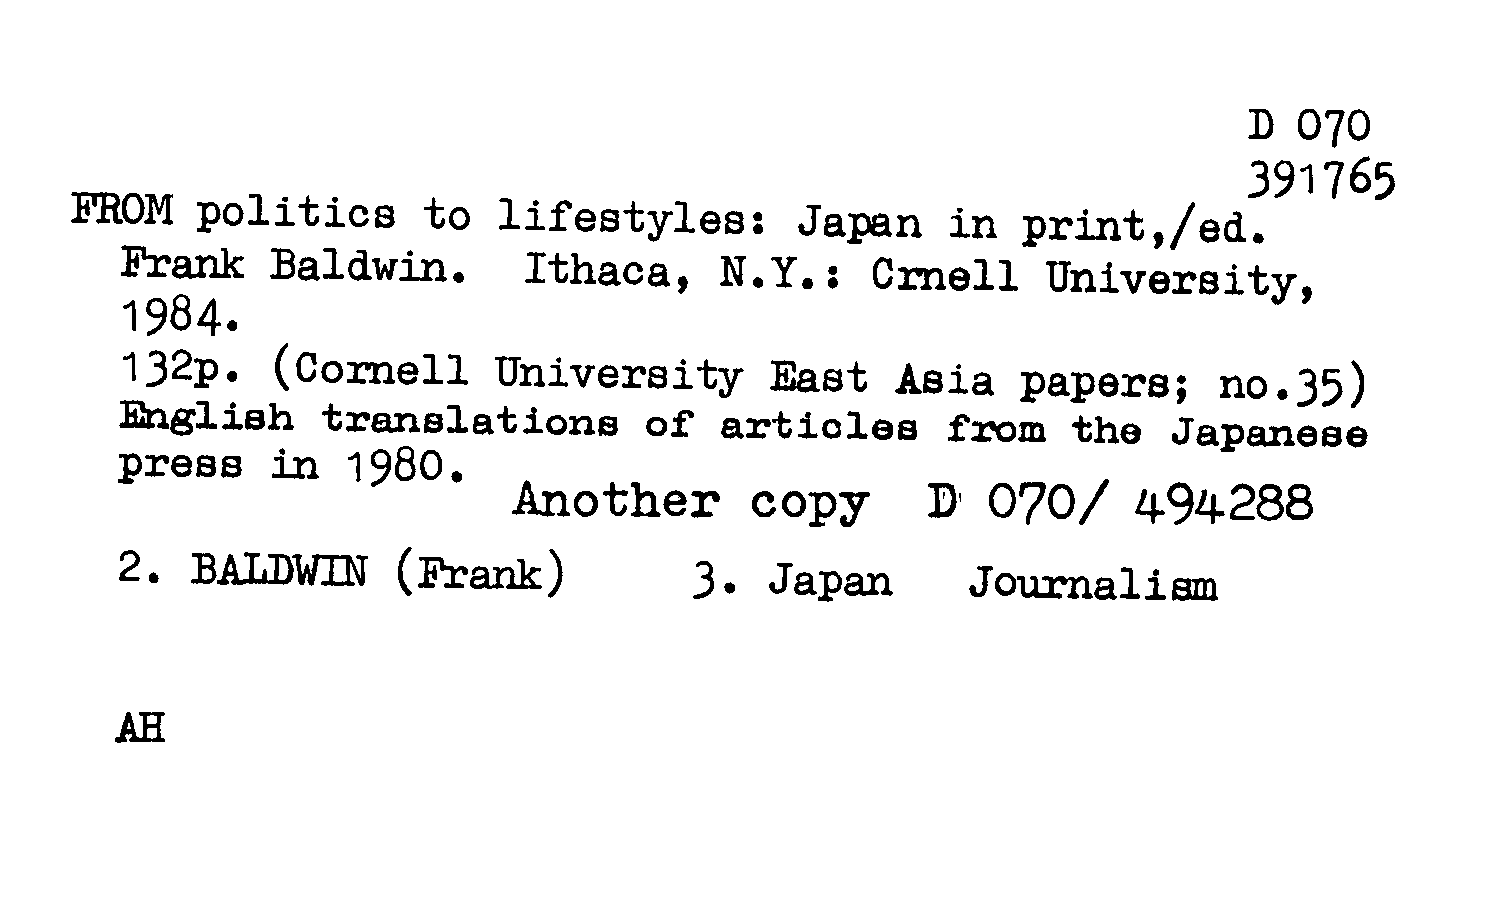 D 070
391765
FROM politics to lifestyles: Japan in print,/ed.
Frank Baldwin. Ithaca, N.Y.: Crnell University,
1984.
132p. (Cornell University East Asia papers; no.35)
English translations of articles from the Japanese
press in 1980.
Another copy D 070/ 494288
2. BALDWIN (Frank) 3. Japan Journalism
AH